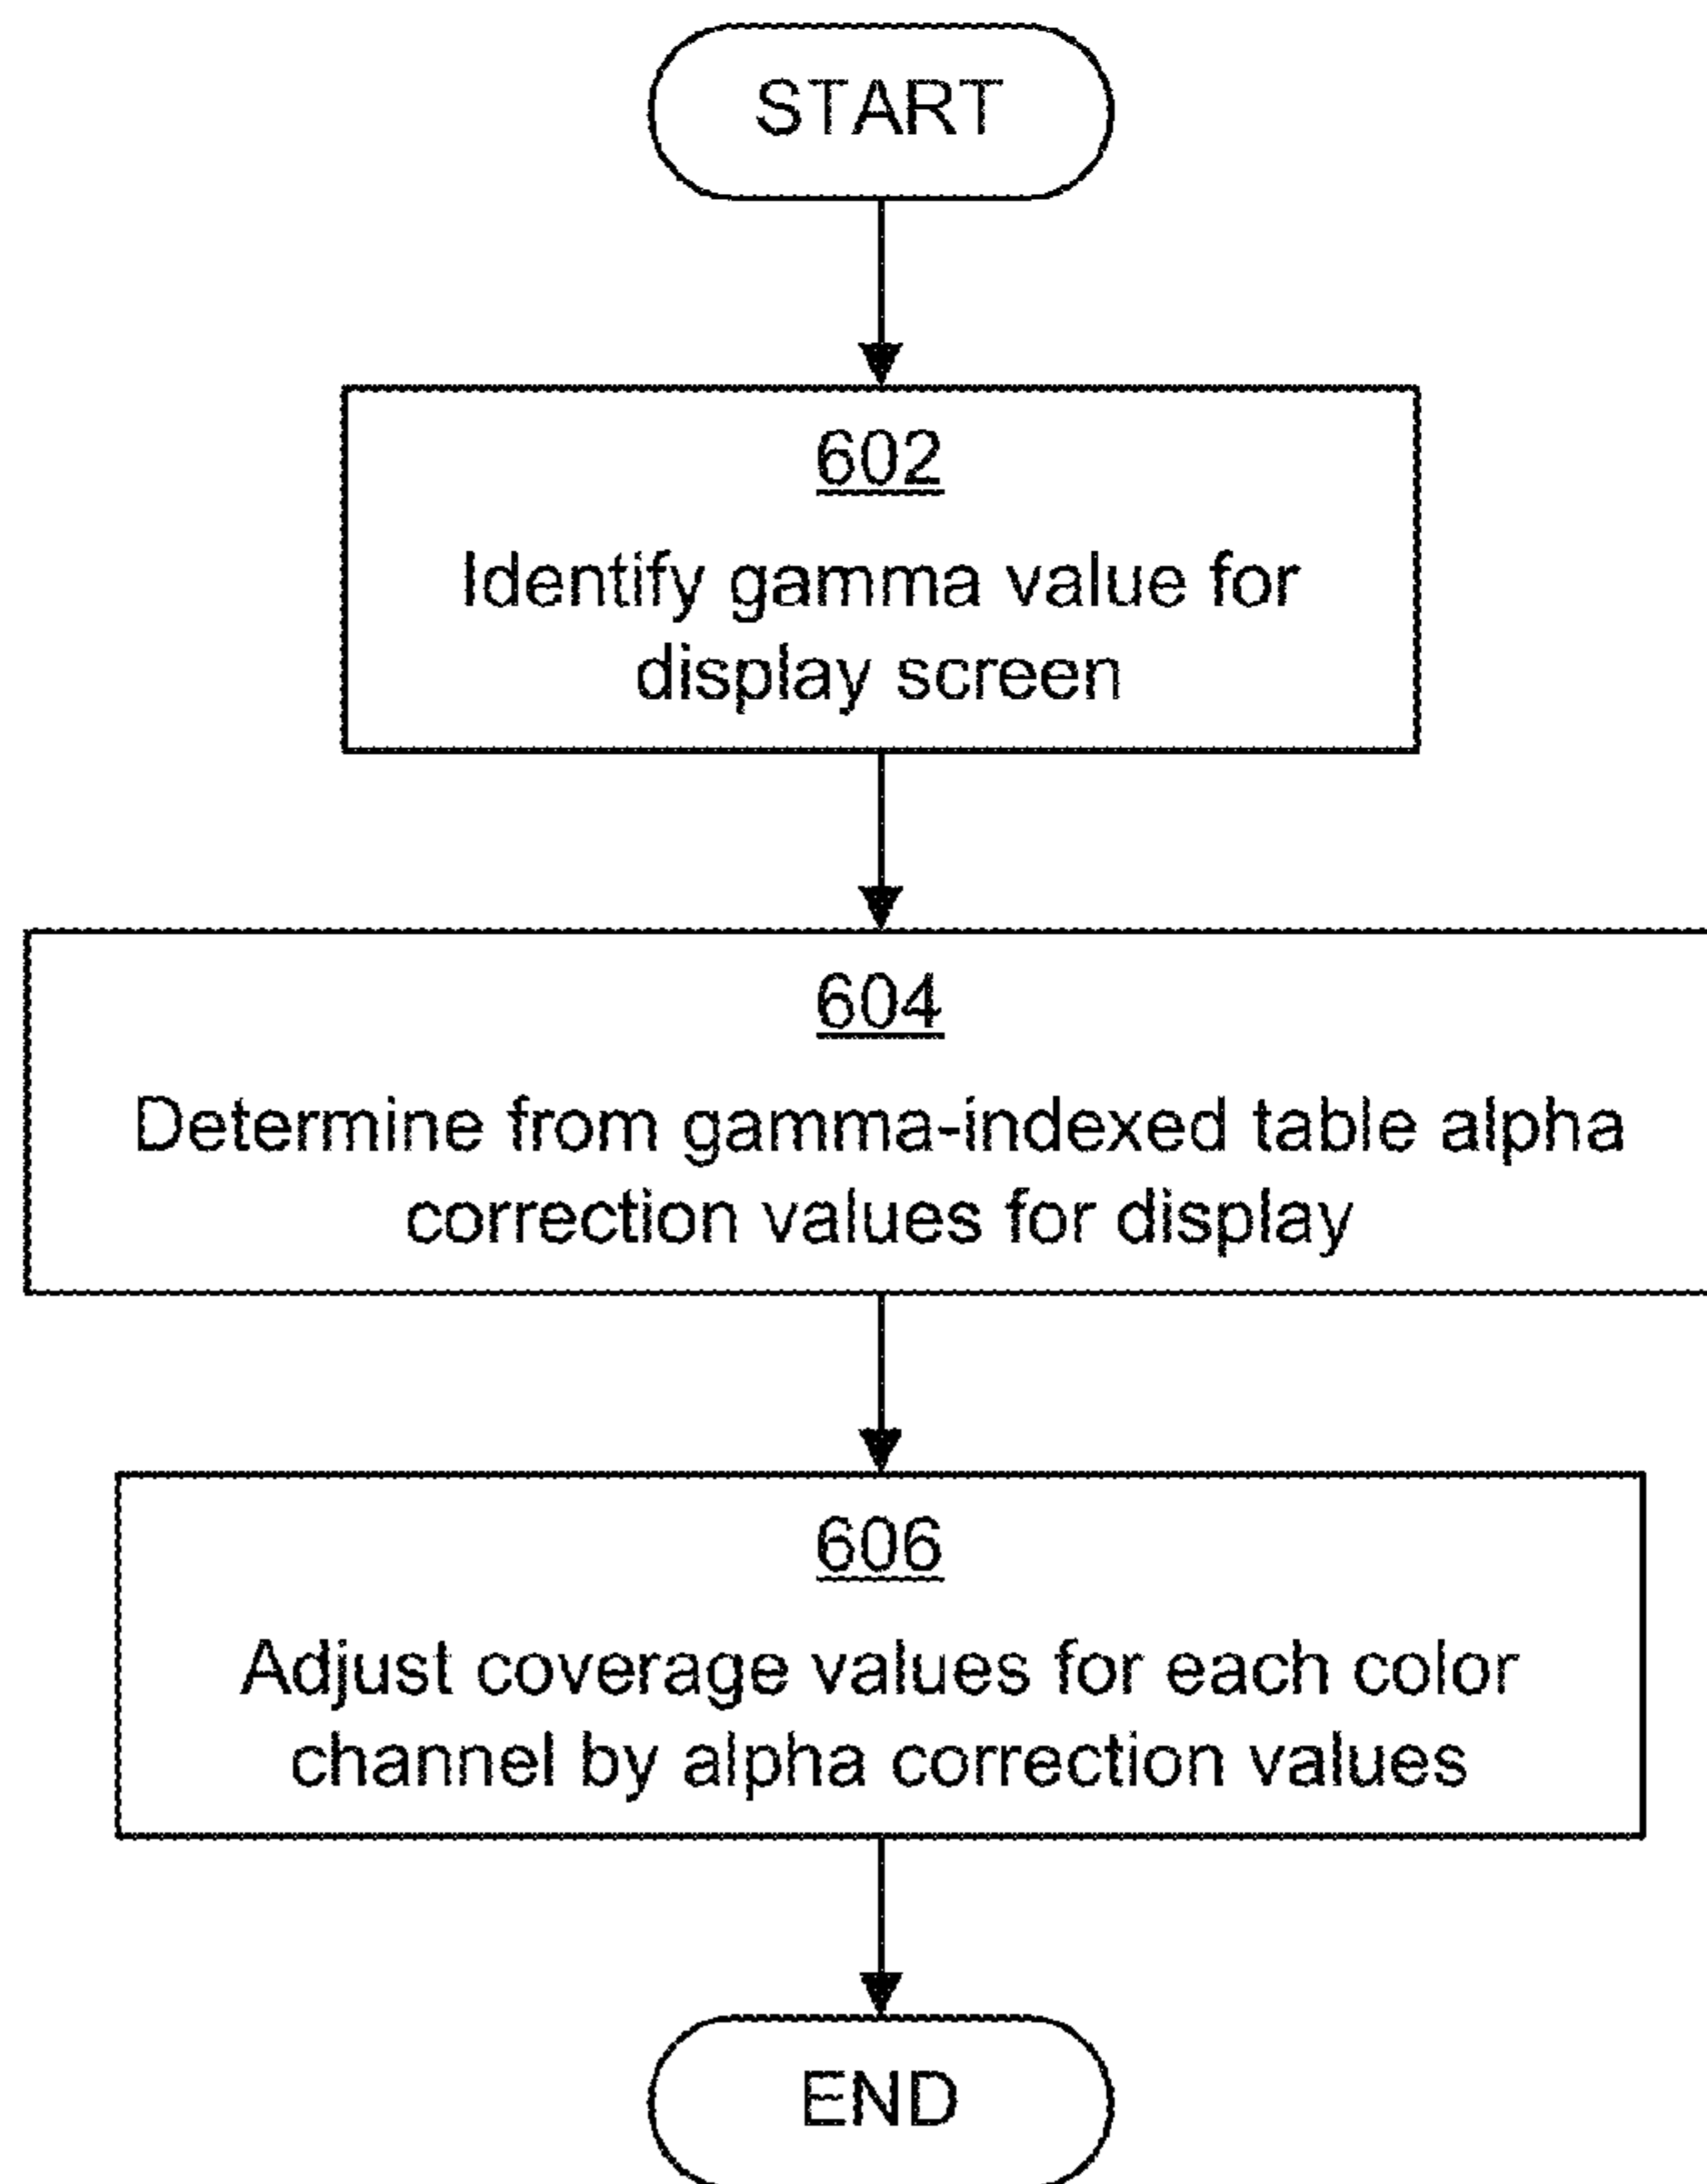 START
602
Identify gamma value for
display screen
604
Determine from gamma-indexed table alpha
correction values for display
606
Adjust coverage values for each color
channel by alpha correction values
END